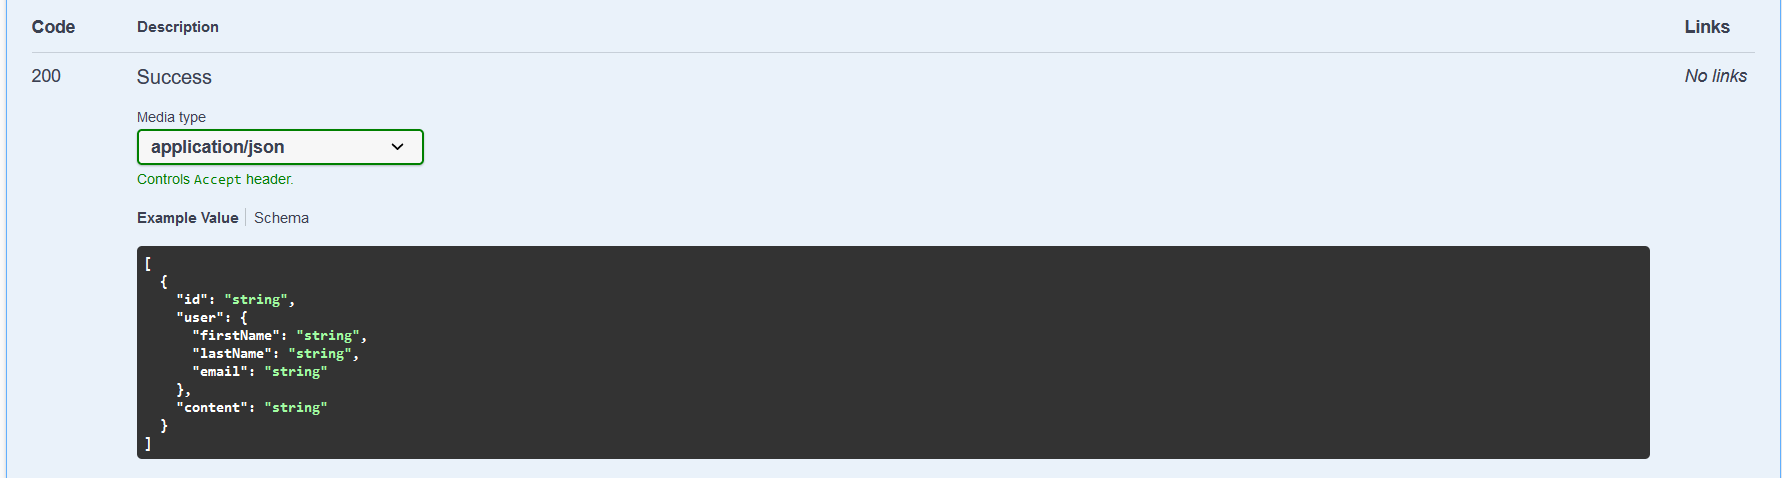 Code Description Links
200 Success No links
Media type
application/json
Controls Accept header.
Example Value Schema
[
  {
    "id": "string",
    "user": {
      "firstName": "string",
      "lastName": "string",
      "email": "string"
    },
    "content": "string"
  }
]